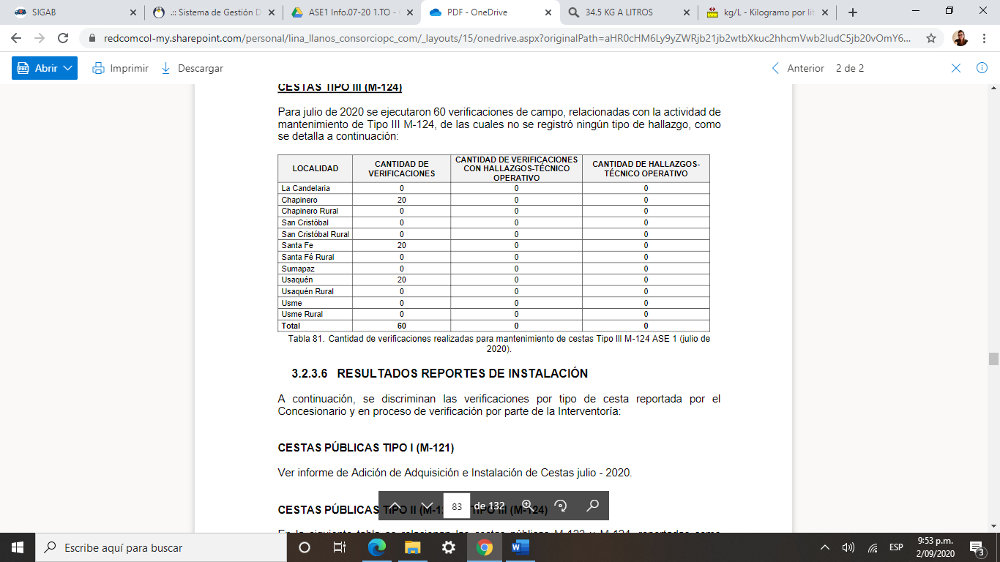 SIGAB
.:: Sistema de Gestión D
ASE1 Info.07-20 1.TO -
PDF - OneDrive
34.5 KG A LITROS
kg/L - Kilogramo por lit
redcomcol-my.sharepoint.com/personal/lina_llanos_consorciopc_com/_layouts/15/onedrive.aspx?originalPath=aHR0cHM6Ly9yZWRjb21jb2wtbXkuc2hhcmVwb2ludC5jb20vOmY6...
Abrir
Imprimir
Descargar
Anterior
2 de 2
CESTAS TIPO III (M-124)
Para julio de 2020 se ejecutaron 60 verificaciones de campo, relacionadas con la actividad de
mantenimiento de Tipo III M-124, de las cuales no se registró ningún tipo de hallazgo, como
se detalla a continuación:
LOCALIDAD CANTIDAD DE VERIFICACIONES CANTIDAD DE VERIFICACIONES CON HALLAZGOS-TÉCNICO OPERATIVO CANTIDAD DE HALLAZGOS-TÉCNICO OPERATIVO
La Candelaria 0 0 0
Chapinero 20 0 0
Chapinero Rural 0 0 0
San Cristóbal 0 0 0
San Cristóbal Rural 0 0 0
Santa Fe 20 0 0
Santa Fé Rural 0 0 0
Sumapaz 0 0 0
Usaquén 20 0 0
Usaquén Rural 0 0 0
Usme 0 0 0
Usme Rural 0 0 0
Total 60 0 0
Tabla 81. Cantidad de verificaciones realizadas para mantenimiento de cestas Tipo III M-124 ASE 1 (julio de
2020).
3.2.3.6 RESULTADOS REPORTES DE INSTALACIÓN
A continuación, se discriminan las verificaciones por tipo de cesta reportada por el
Concesionario y en proceso de verificación por parte de la Interventoría:
CESTAS PÚBLICAS TIPO I (M-121)
Ver informe de Adición de Adquisición e Instalación de Cestas julio - 2020.
CESTAS PÚBLICAS TIPO II (M-12 TIPO III (M-124)
83 de 132
En la siguiente tabla se relacionan las cestas públicas M-123 y M-124, reportadas como
Escribe aquí para buscar
ESP
9:53 p.m.
2/09/2020
3